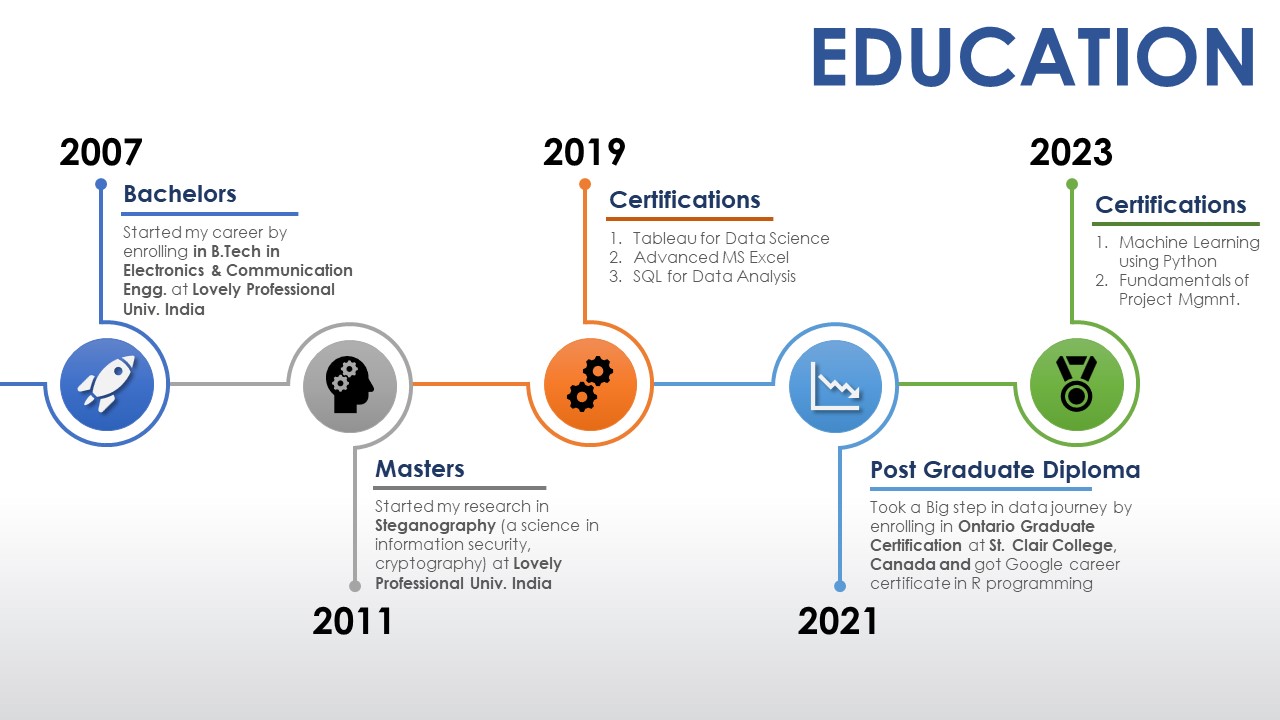 EDUCATION
2007
Bachelors
Started my career by
enrolling in B.Tech in
Electronics & Communication
Engg. at Lovely Professional
Univ. India
Masters
Started my research in
Steganography (a science in
information security,
cryptography) at Lovely
Professional Univ. India
2011
2019
Certifications
1. Tableau for Data Science
2. Advanced MS Excel
3. SQL for Data Analysis
Post Graduate Diploma
Took a Big step in data journey by
enrolling in Ontario Graduate
Certification at St. Clair College,
Canada and got Google career
certificate in R programming
2021
2023
Certifications
1. Machine Learning
using Python
2. Fundamentals of
Project Mgmnt.